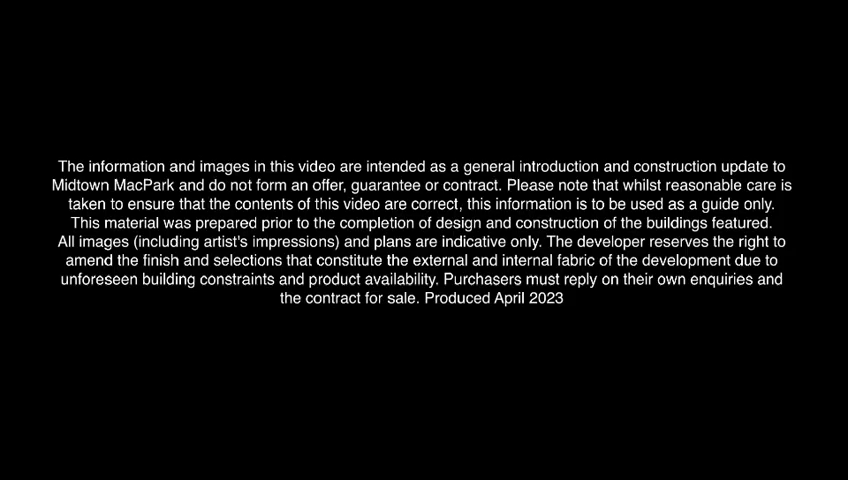 The information and images in this video are intended as a general introduction and construction update to
Midtown MacPark and do not form an offer, guarantee or contract. Please note that whilst reasonable care is
taken to ensure that the contents of this video are correct, this information is to be used as a guide only.
This material was prepared prior to the completion of design and construction of the buildings featured.
All images (including artist's impressions) and plans are indicative only. The developer reserves the right to
amend the finish and selections that constitute the external and internal fabric of the development due to
unforeseen building constraints and product availability. Purchasers must reply on their own enquiries and
the contract for sale. Produced April 2023